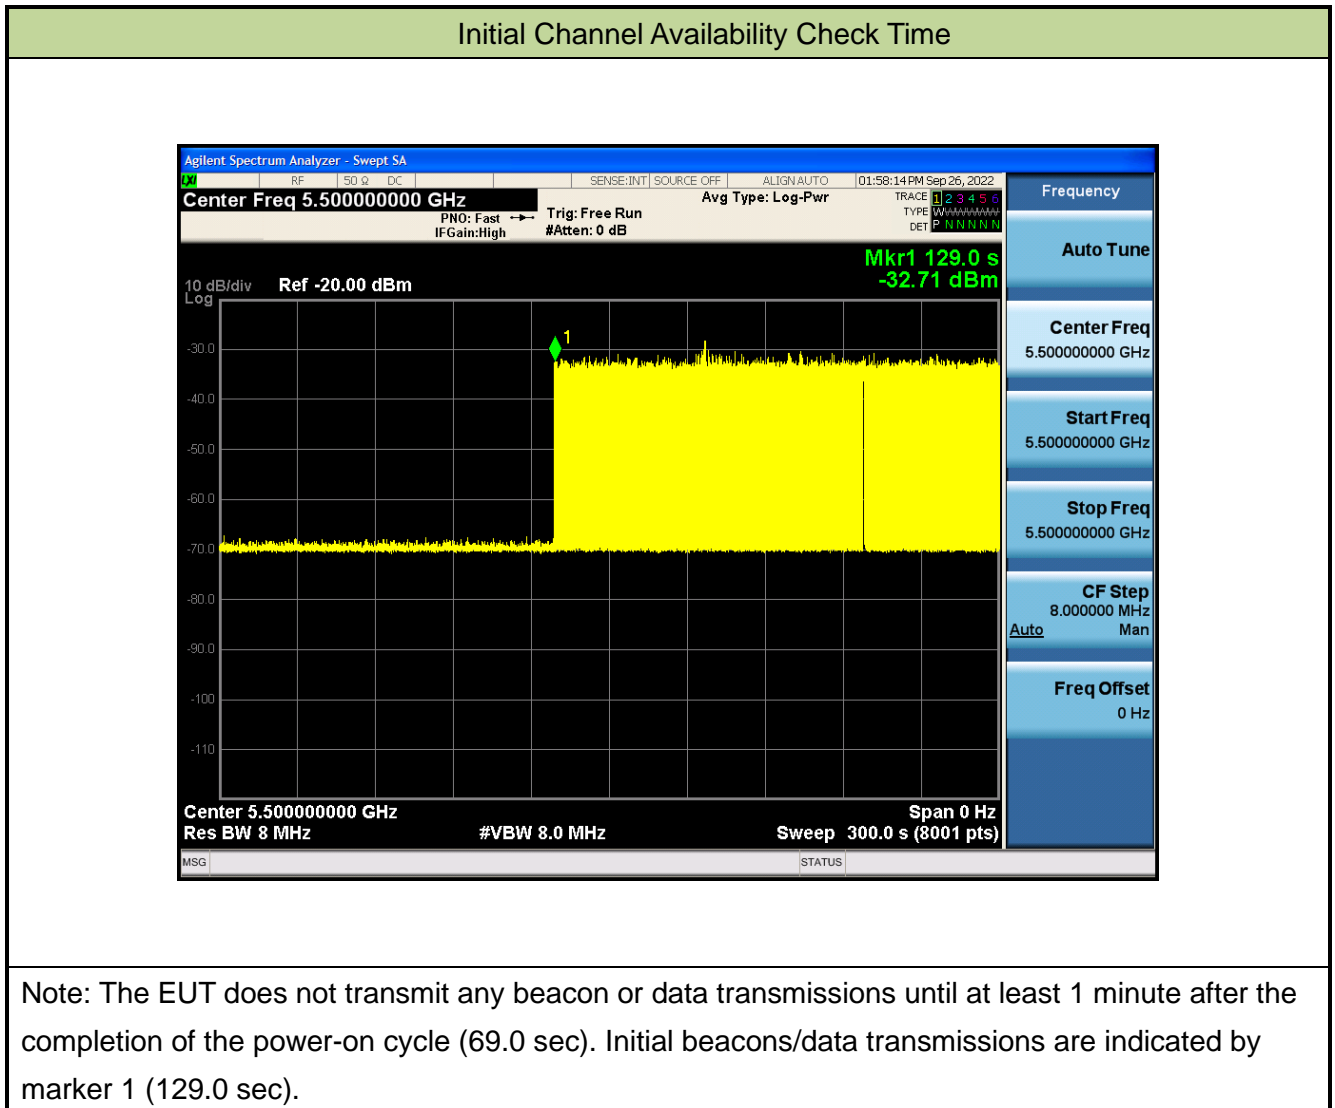 Initial Channel Availability Check Time
Agilent Spectrum Analyzer - Swept SA
LXI RF 50 Ω DC SENSE:INT SOURCE OFF ALIGN AUTO 01:58:14 PM Sep 26, 2022
Center Freq 5.500000000 GHz
PNO: Fast
IFGain:High
Trig: Free Run
#Atten: 0 dB
Avg Type: Log-Pwr
TRACE 1 2 3 4 5 6
TYPE W
DET P N N N N N
Mkr1 129.0 s
-32.71 dBm
10 dB/div
Log
Ref -20.00 dBm
1
-30.0
-40.0
-50.0
-60.0
-70.0
-80.0
-90.0
-100
-110
Center 5.500000000 GHz
Span 0 Hz
Res BW 8 MHz
#VBW 8.0 MHz
Sweep 300.0 s (8001 pts)
MSG
STATUS
Frequency
Auto Tune
Center Freq
5.500000000 GHz
Start Freq
5.500000000 GHz
Stop Freq
5.500000000 GHz
CF Step
8.000000 MHz
Auto Man
Freq Offset
0 Hz
Note: The EUT does not transmit any beacon or data transmissions until at least 1 minute after the
completion of the power-on cycle (69.0 sec). Initial beacons/data transmissions are indicated by
marker 1 (129.0 sec).